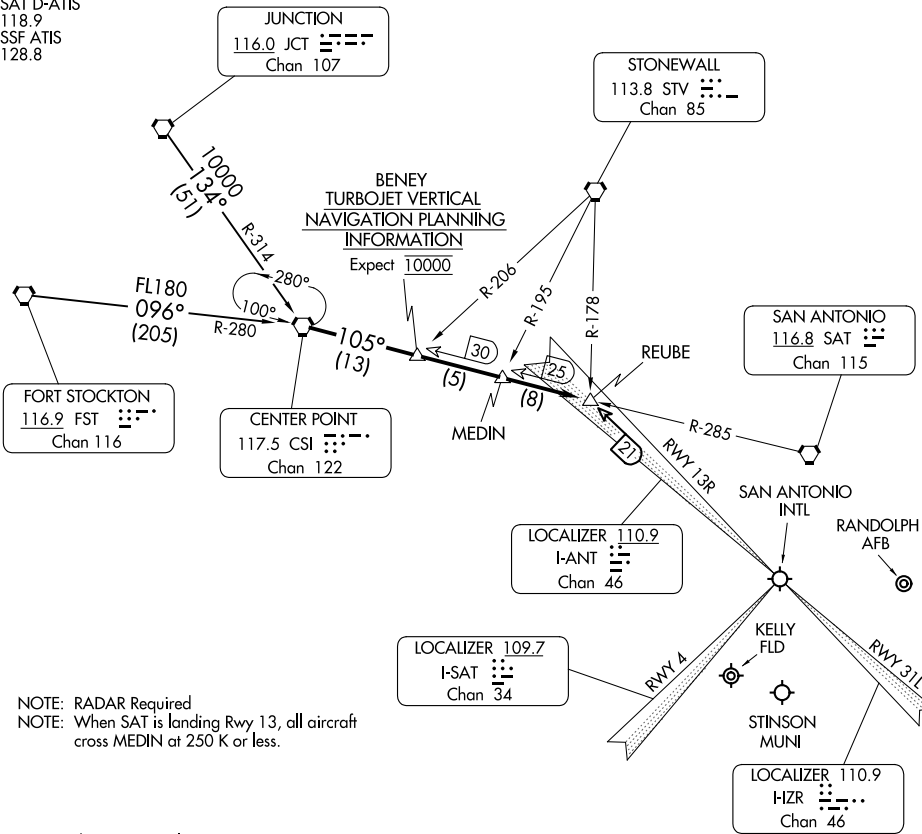 SAT D-ATIS
118.9
SSF ATIS
128.8
JUNCTION
116.0 JCT
Chan 107
STONEWALL
113.8 STV
Chan 85
10000
134°
(51)
R-314
BENEY
TURBOJET VERTICAL
NAVIGATION PLANNING
INFORMATION
Expect 10000
R-206
R-195
R-178
FL180
096°
(205)
R-280
280°
100°
105°
(13)
30
(5)
25
(8)
MEDIN
REUBE
21
R-285
SAN ANTONIO
116.8 SAT
Chan 115
FORT STOCKTON
116.9 FST
Chan 116
CENTER POINT
117.5 CSI
Chan 122
RWY 13R
SAN ANTONIO
INTL
RANDOLPH
AFB
LOCALIZER 110.9
I-ANT
Chan 46
LOCALIZER 109.7
I-SAT
Chan 34
RWY 4
KELLY
FLD
STINSON
MUNI
RWY 31L
LOCALIZER 110.9
I-IZR
Chan 46
NOTE: RADAR Required
NOTE: When SAT is landing Rwy 13, all aircraft
cross MEDIN at 250 K or less.